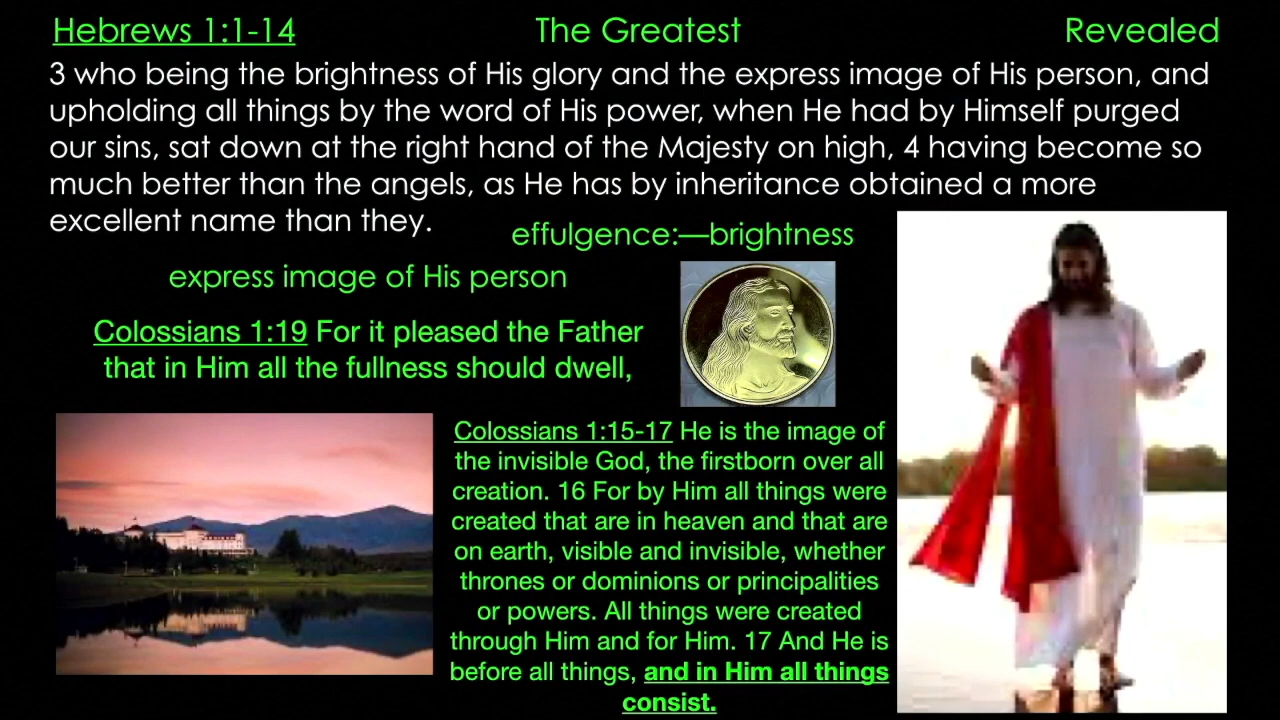 Hebrews 1:1-14 The Greatest Revealed
3 who being the brightness of His glory and the express image of His person, and
upholding all things by the word of His power, when He had by Himself purged
our sins, sat down at the right hand of the Majesty on high, 4 having become so
much better than the angels, as He has by inheritance obtained a more
excellent name than they.
effulgence:—brightness
express image of His person
Colossians 1:19 For it pleased the Father
that in Him all the fullness should dwell,
Colossians 1:15-17 He is the image of
the invisible God, the firstborn over all
creation. 16 For by Him all things were
created that are in heaven and that are
on earth, visible and invisible, whether
thrones or dominions or principalities
or powers. All things were created
through Him and for Him. 17 And He is
before all things, and in Him all things
consist.